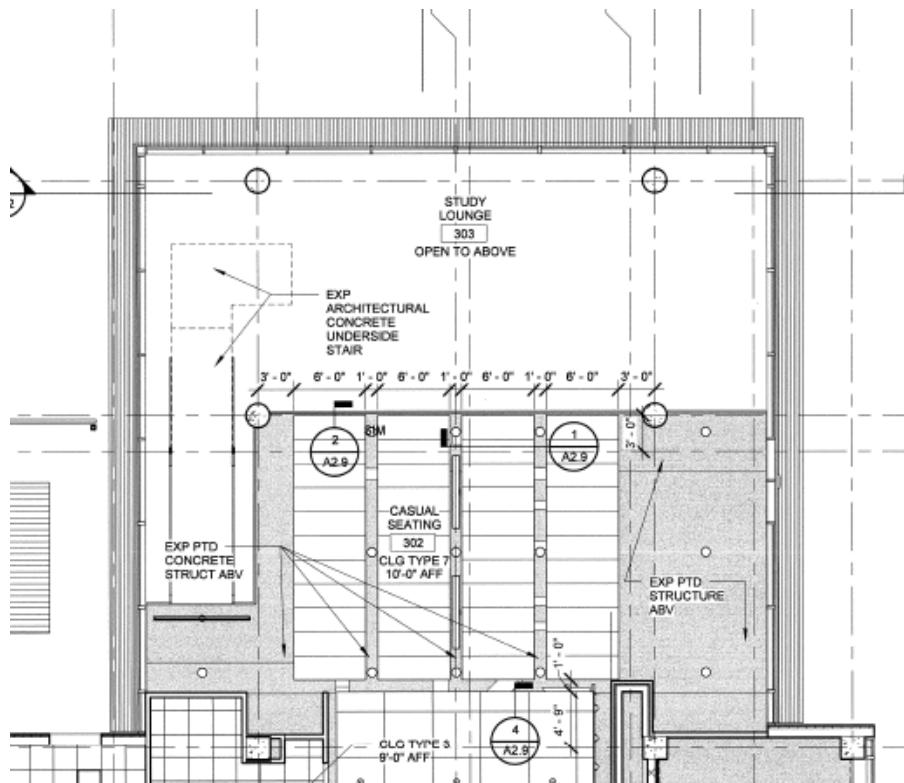 STUDY
LOUNGE
303
OPEN TO ABOVE
EXP
ARCHITECTURAL
CONCRETE
UNDERSIDE
STAIR
3' - 0" 6' - 0" 1' - 0" 6' - 0" 1' - 0" 6' - 0" 1' - 0" 6' - 0" 3' - 0"
3' - 0"
2
A2.9
SIM
1
A2.9
CASUAL
SEATING
302
CLG TYPE 7
10'-0" AFF
EXP PTD
CONCRETE
STRUCT ABV
EXP PTD
STRUCTURE
ABV
1' - 0"
4' - 9"
4
A2.9
CLG TYPE 3
9'-0" AFF